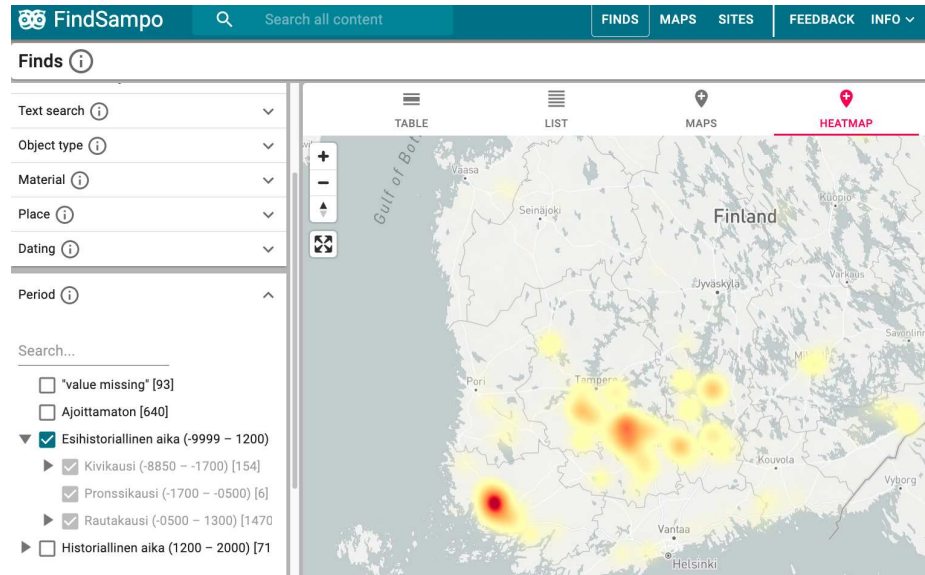 FindSampo
Search all content
FINDS
MAPS
SITES
FEEDBACK
INFO
Finds
Text search
Object type
Material
Place
Dating
Period
Search...
"value missing" [93]
Ajoittamaton [640]
Esihistoriallinen aika (-9999 – 1200)
Kivikausi (-8850 – -1700) [154]
Pronssikausi (-1700 – -0500) [6]
Rautakausi (-0500 – 1300) [1470
Historiallinen aika (1200 – 2000) [71
TABLE
LIST
MAPS
HEATMAP
Gulf of Bot
Vaasa
Seinäjoki
Finland
Kuopio
Jyväskylä
Varkaus
Savonlinn
Pori
Tampere
Kouvola
Vyborg
Vantaa
Helsinki